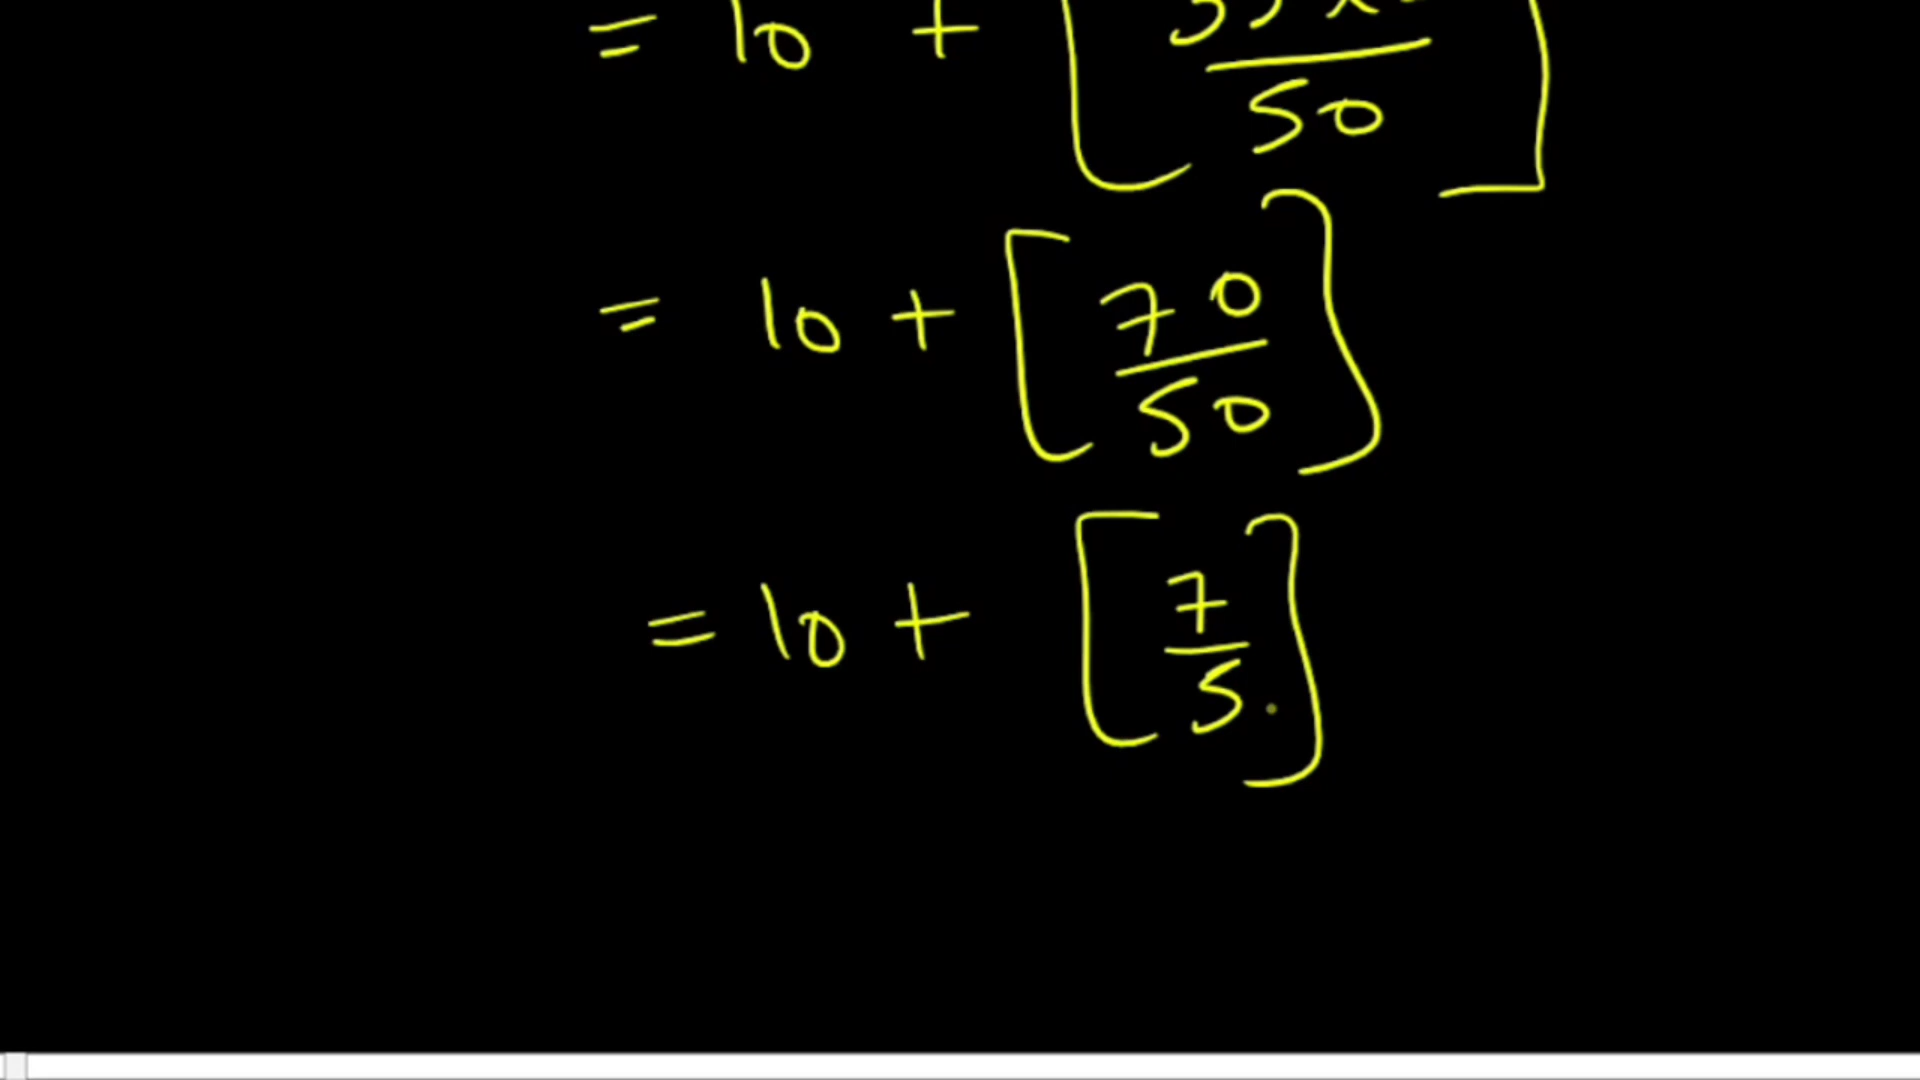 = 10 + [ 50 ]
= 10 + [ 70/50 ]
= 10 + [ 7/5 ]